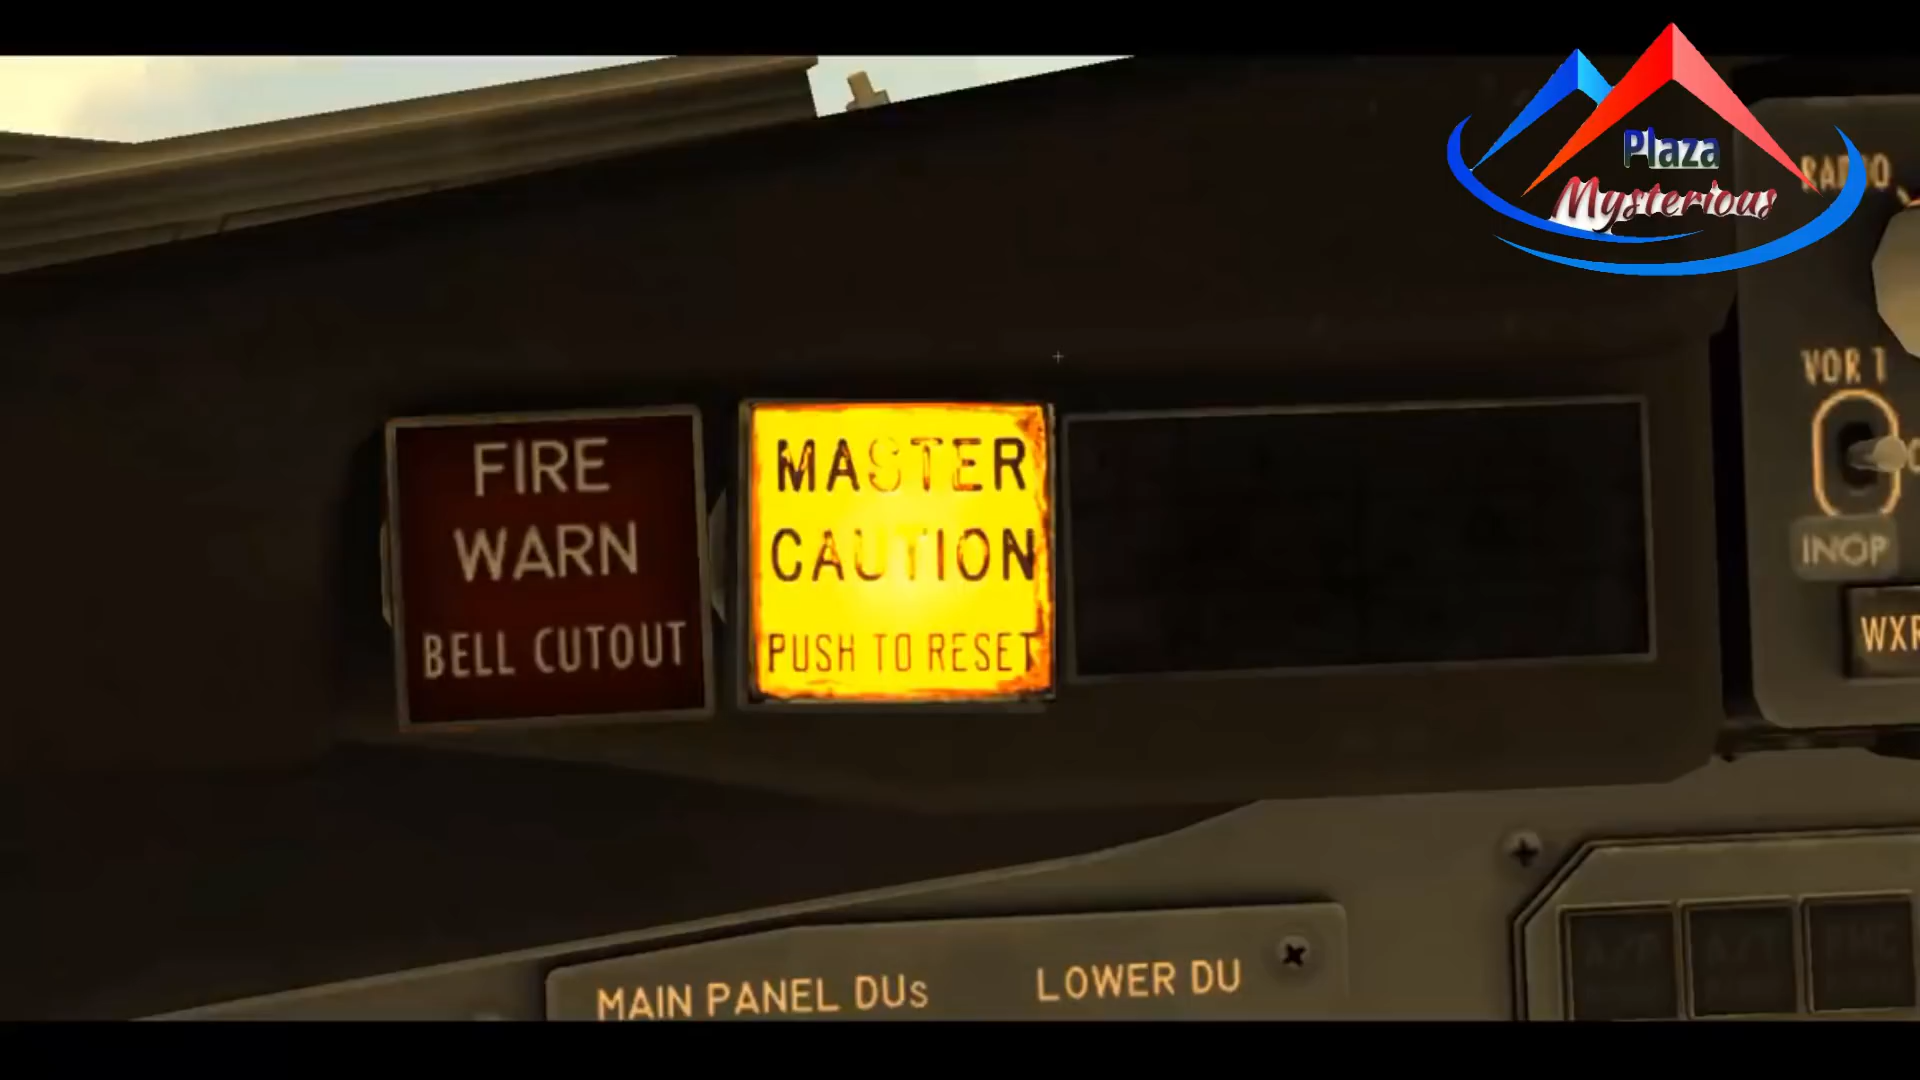 Plaza
Mysterious
RADIO
VOR 1
INOP
FIRE
WARN
BELL CUTOUT
MASTER
CAUTION
PUSH TO RESET
MAIN PANEL DUs
LOWER DU